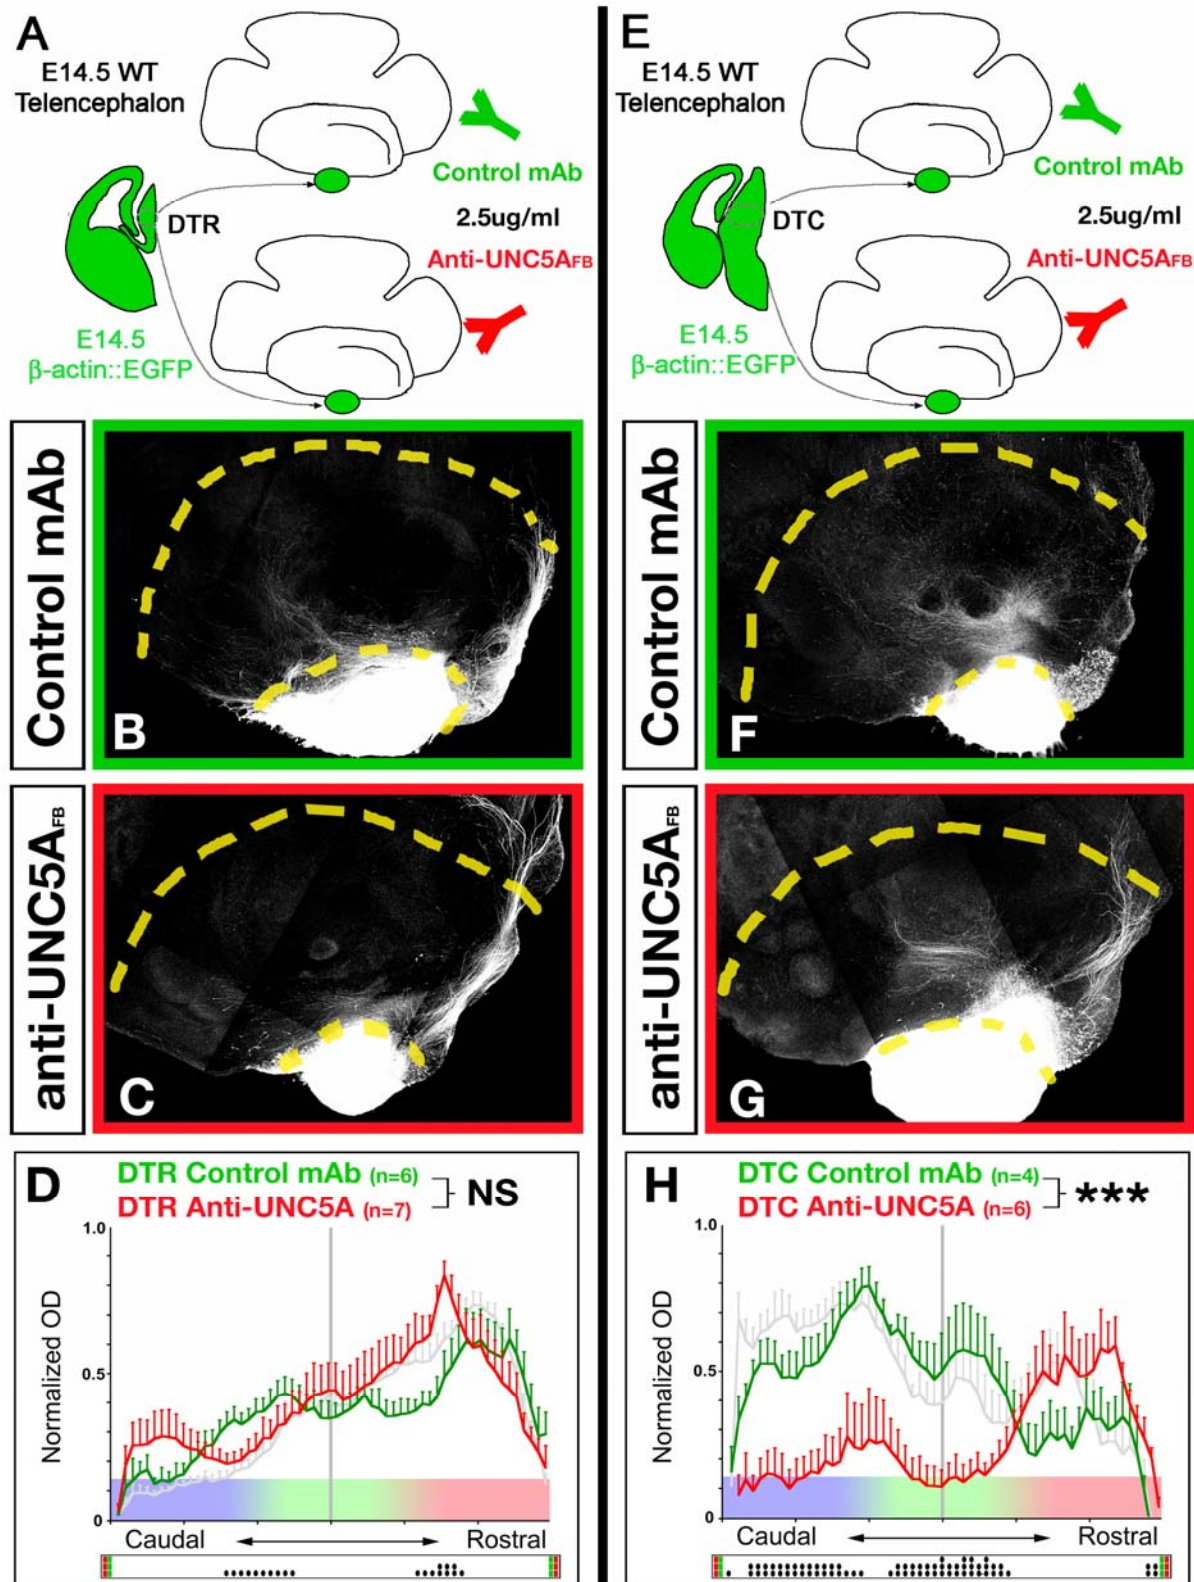 A
E14.5 WT
Telencephalon
Control mAb
DTR
2.5ug/ml
Anti-UNC5AFB
E14.5
β-actin::EGFP
E
E14.5 WT
Telencephalon
Control mAb
DTC
2.5ug/ml
Anti-UNC5AFB
E14.5
β-actin::EGFP
Control mAb
B
Control mAb
F
anti-UNC5AFB
C
anti-UNC5AFB
G
D
DTR Control mAb (n=6)
DTR Anti-UNC5A (n=7)
NS
1.0
0.5
0
Normalized OD
Caudal
Rostral
H
DTC Control mAb (n=4)
DTC Anti-UNC5A (n=6)
***
1.0
0.5
0
Normalized OD
Caudal
Rostral